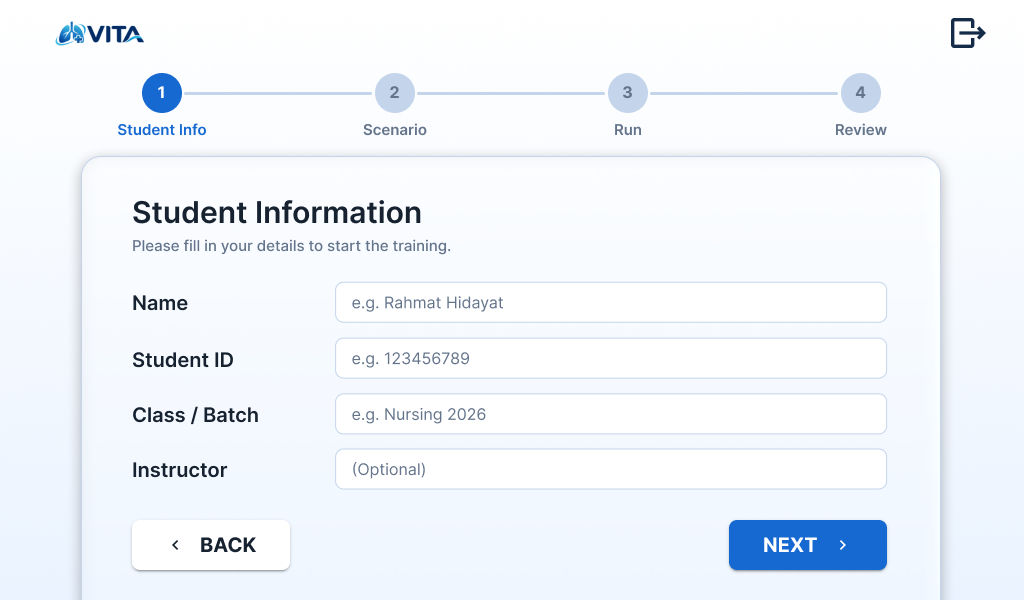 VITA
1
2
3
4
Student Info
Scenario
Run
Review
Student Information
Please fill in your details to start the training.
Name
e.g. Rahmat Hidayat
Student ID
e.g. 123456789
Class / Batch
e.g. Nursing 2026
Instructor
(Optional)
BACK
NEXT